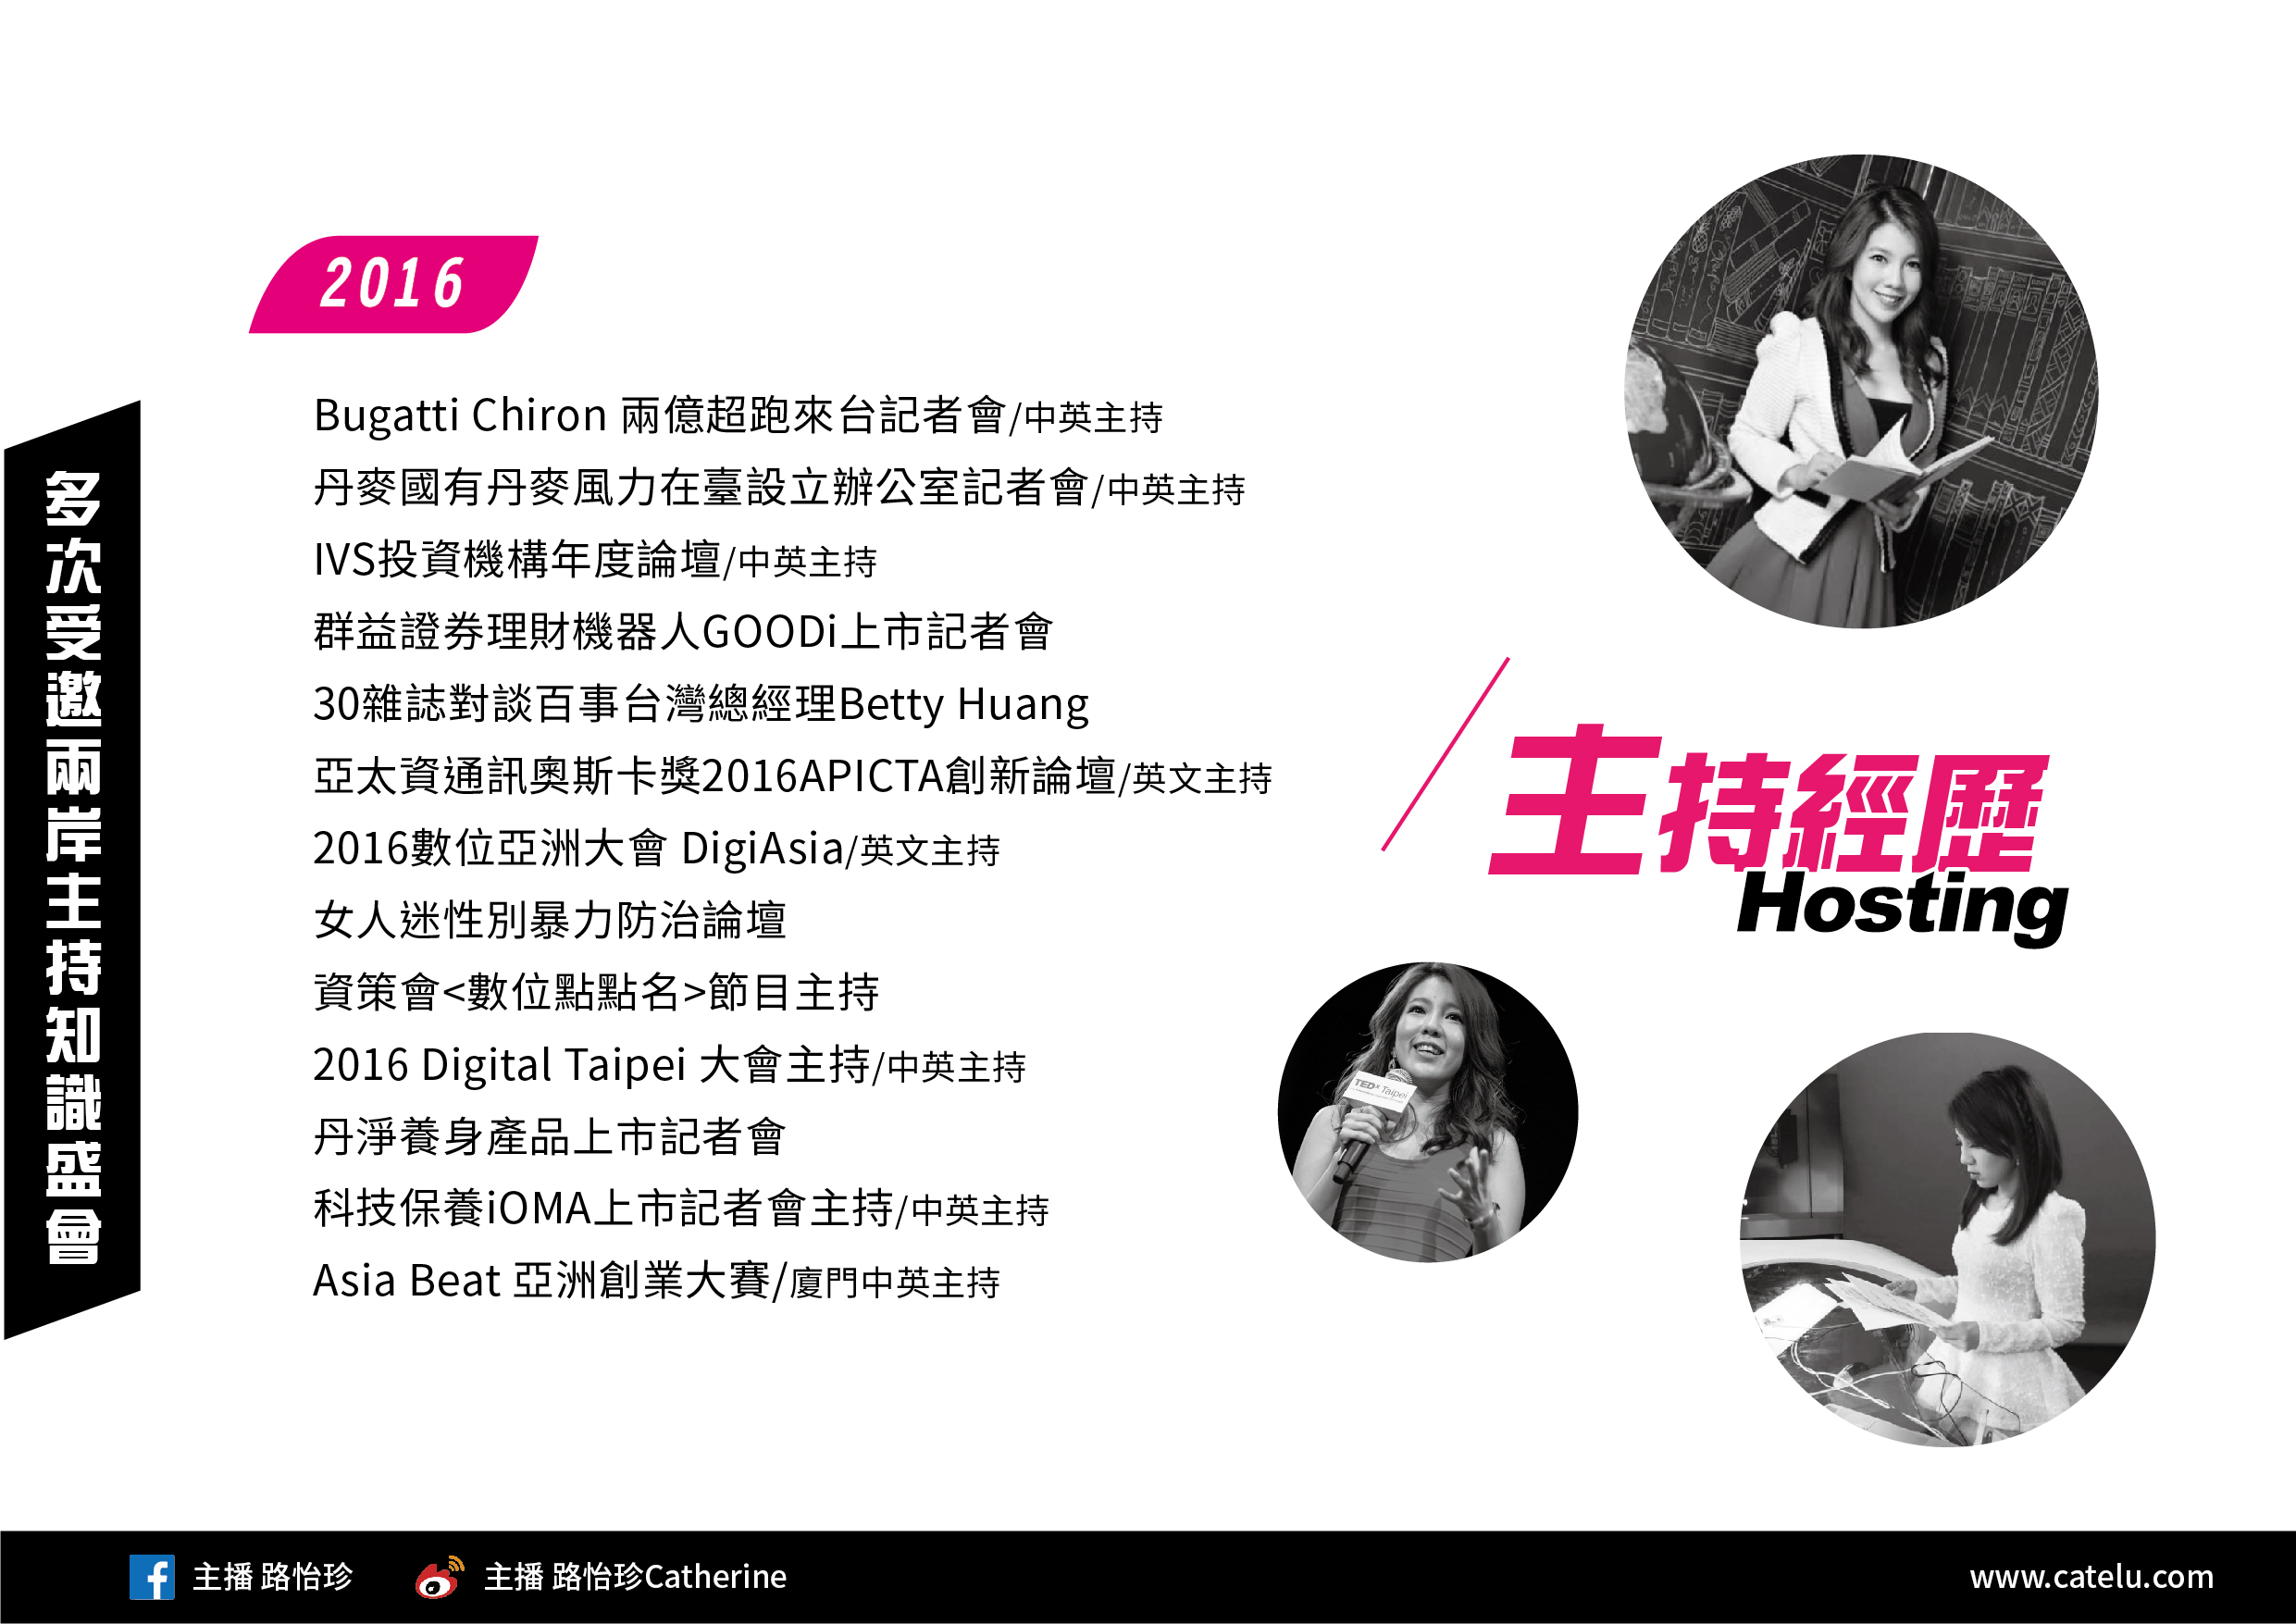 2016
Bugatti Chiron 兩億超跑來台記者會/中英主持
丹麥國有丹麥風力在臺設立辦公室記者會/中英主持
IVS投資機構年度論壇/中英主持
群益證券理財機器人GOODi上市記者會
30雜誌對談百事台灣總經理Betty Huang
亞太資通訊奧斯卡獎2016APICTA創新論壇/英文主持
2016數位亞洲大會 DigiAsia/英文主持
女人迷性別暴力防治論壇
資策會<數位點點名>節目主持
2016 Digital Taipei 大會主持/中英主持
丹淨養身產品上市記者會
科技保養iOMA上市記者會主持/中英主持
Asia Beat 亞洲創業大賽/廈門中英主持
多次受邀兩岸主持知識盛會
主持經歷
Hosting
TEDx Taipei
主播 路怡珍
主播 路怡珍Catherine
www.catelu.com